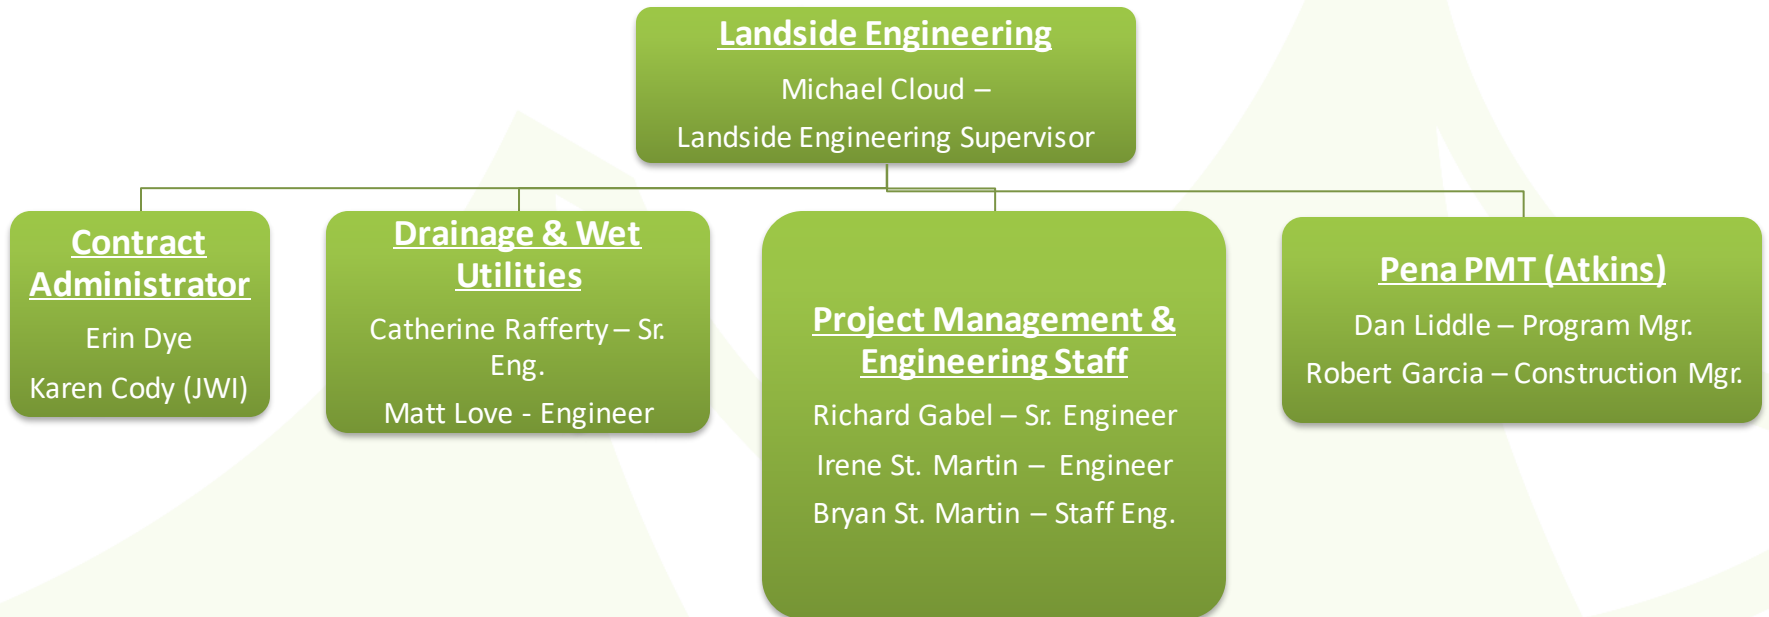 Landside Engineering
Michael Cloud –
Landside Engineering Supervisor
Contract
Administrator
Erin Dye
Karen Cody (JWI)
Drainage & Wet
Utilities
Catherine Rafferty – Sr.
Eng.
Matt Love - Engineer
Project Management &
Engineering Staff
Richard Gabel – Sr. Engineer
Irene St. Martin – Engineer
Bryan St. Martin – Staff Eng.
Pena PMT (Atkins)
Dan Liddle – Program Mgr.
Robert Garcia – Construction Mgr.